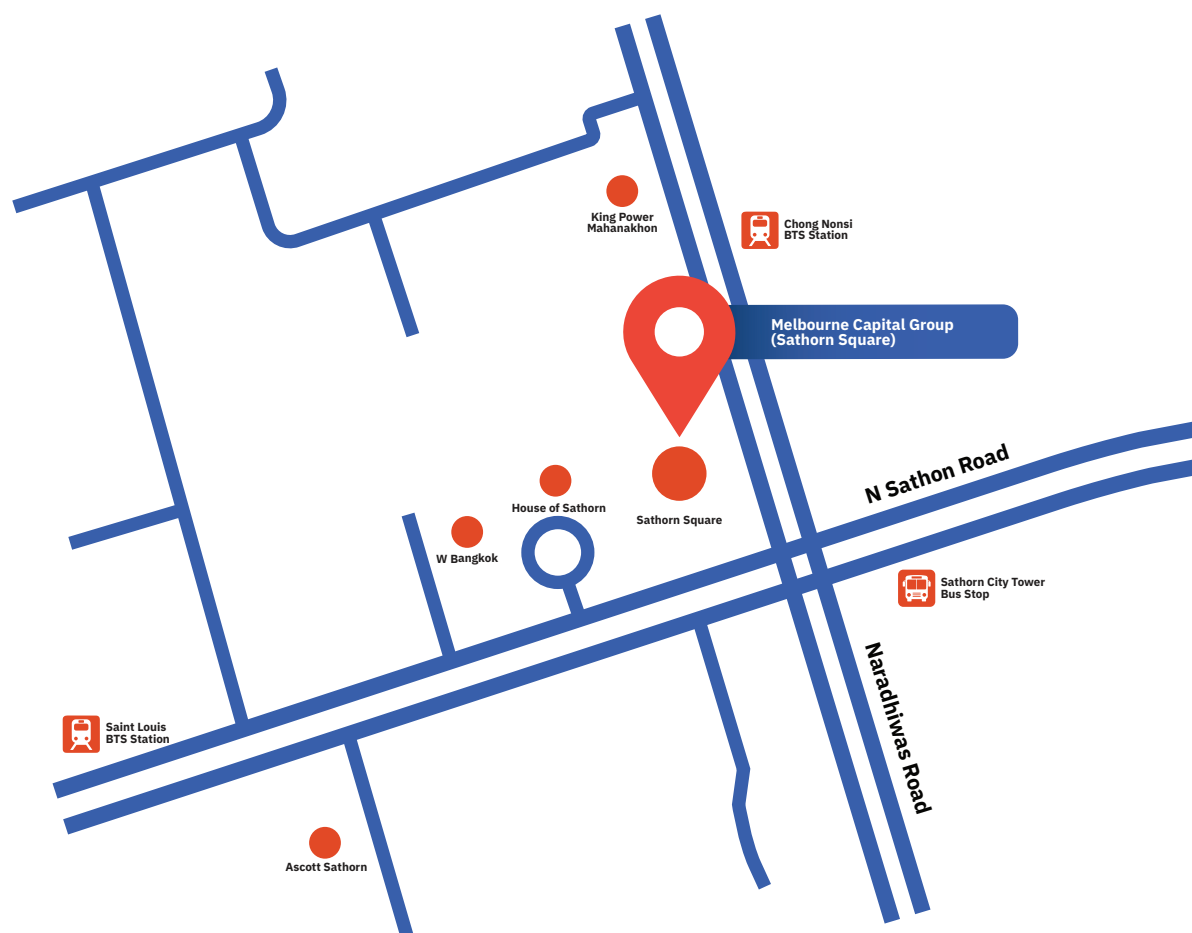 King Power
Mahanakhon
Chong Nonsi
BTS Station
Melbourne Capital Group
(Sathorn Square)
N Sathon Road
House of Sathorn
Sathorn Square
W Bangkok
Sathorn City Tower
Bus Stop
Naradhiwas Road
Saint Louis
BTS Station
Ascott Sathorn